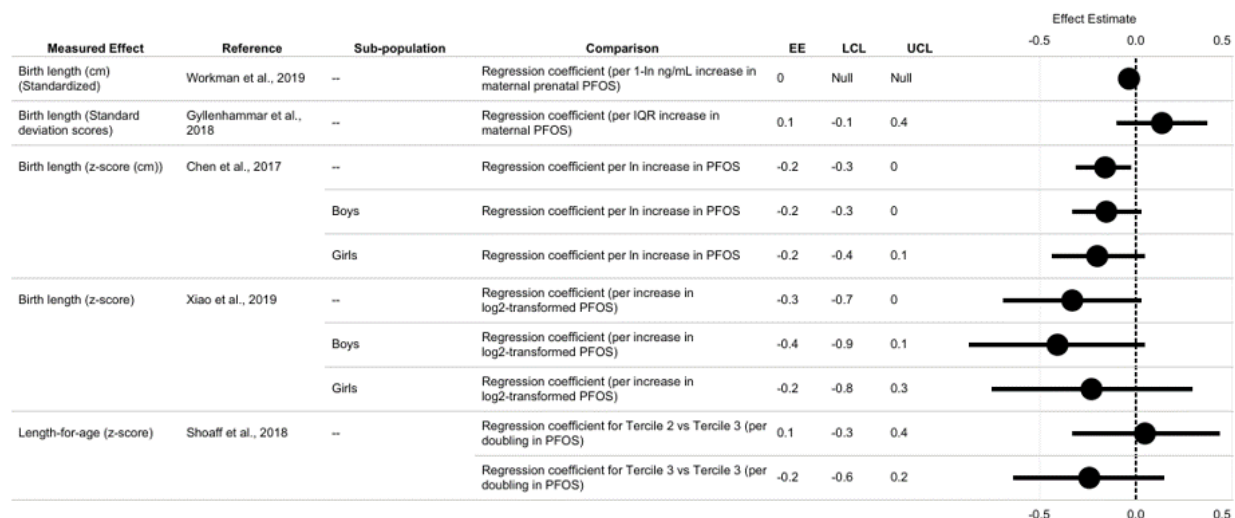 Effect Estimate
Measured Effect Reference Sub-population Comparison EE LCL UCL -0.5 0.0 0.5
Birth length (cm) Workman et al., 2019 -- Regression coefficient (per 1-ln ng/mL increase in 0 Null Null
(Standardized) maternal prenatal PFOS)
Birth length (Standard Gyllenhammar et al., -- Regression coefficient (per IQR increase in 0.1 -0.1 0.4
deviation scores) 2018 maternal PFOS)
Birth length (z-score (cm)) Chen et al., 2017 -- Regression coefficient per ln increase in PFOS -0.2 -0.3 0
Boys Regression coefficient per ln increase in PFOS -0.2 -0.3 0
Girls Regression coefficient per ln increase in PFOS -0.2 -0.4 0.1
Birth length (z-score) Xiao et al., 2019 -- Regression coefficient (per increase in -0.3 -0.7 0
log2-transformed PFOS)
Boys Regression coefficient (per increase in -0.4 -0.9 0.1
log2-transformed PFOS)
Girls Regression coefficient (per increase in -0.2 -0.8 0.3
log2-transformed PFOS)
Length-for-age (z-score) Shoaff et al., 2018 -- Regression coefficient for Tercile 2 vs Tercile 3 (per 0.1 -0.3 0.4
doubling in PFOS)
Regression coefficient for Tercile 3 vs Tercile 3 (per -0.2 -0.6 0.2
doubling in PFOS)
-0.5 0.0 0.5